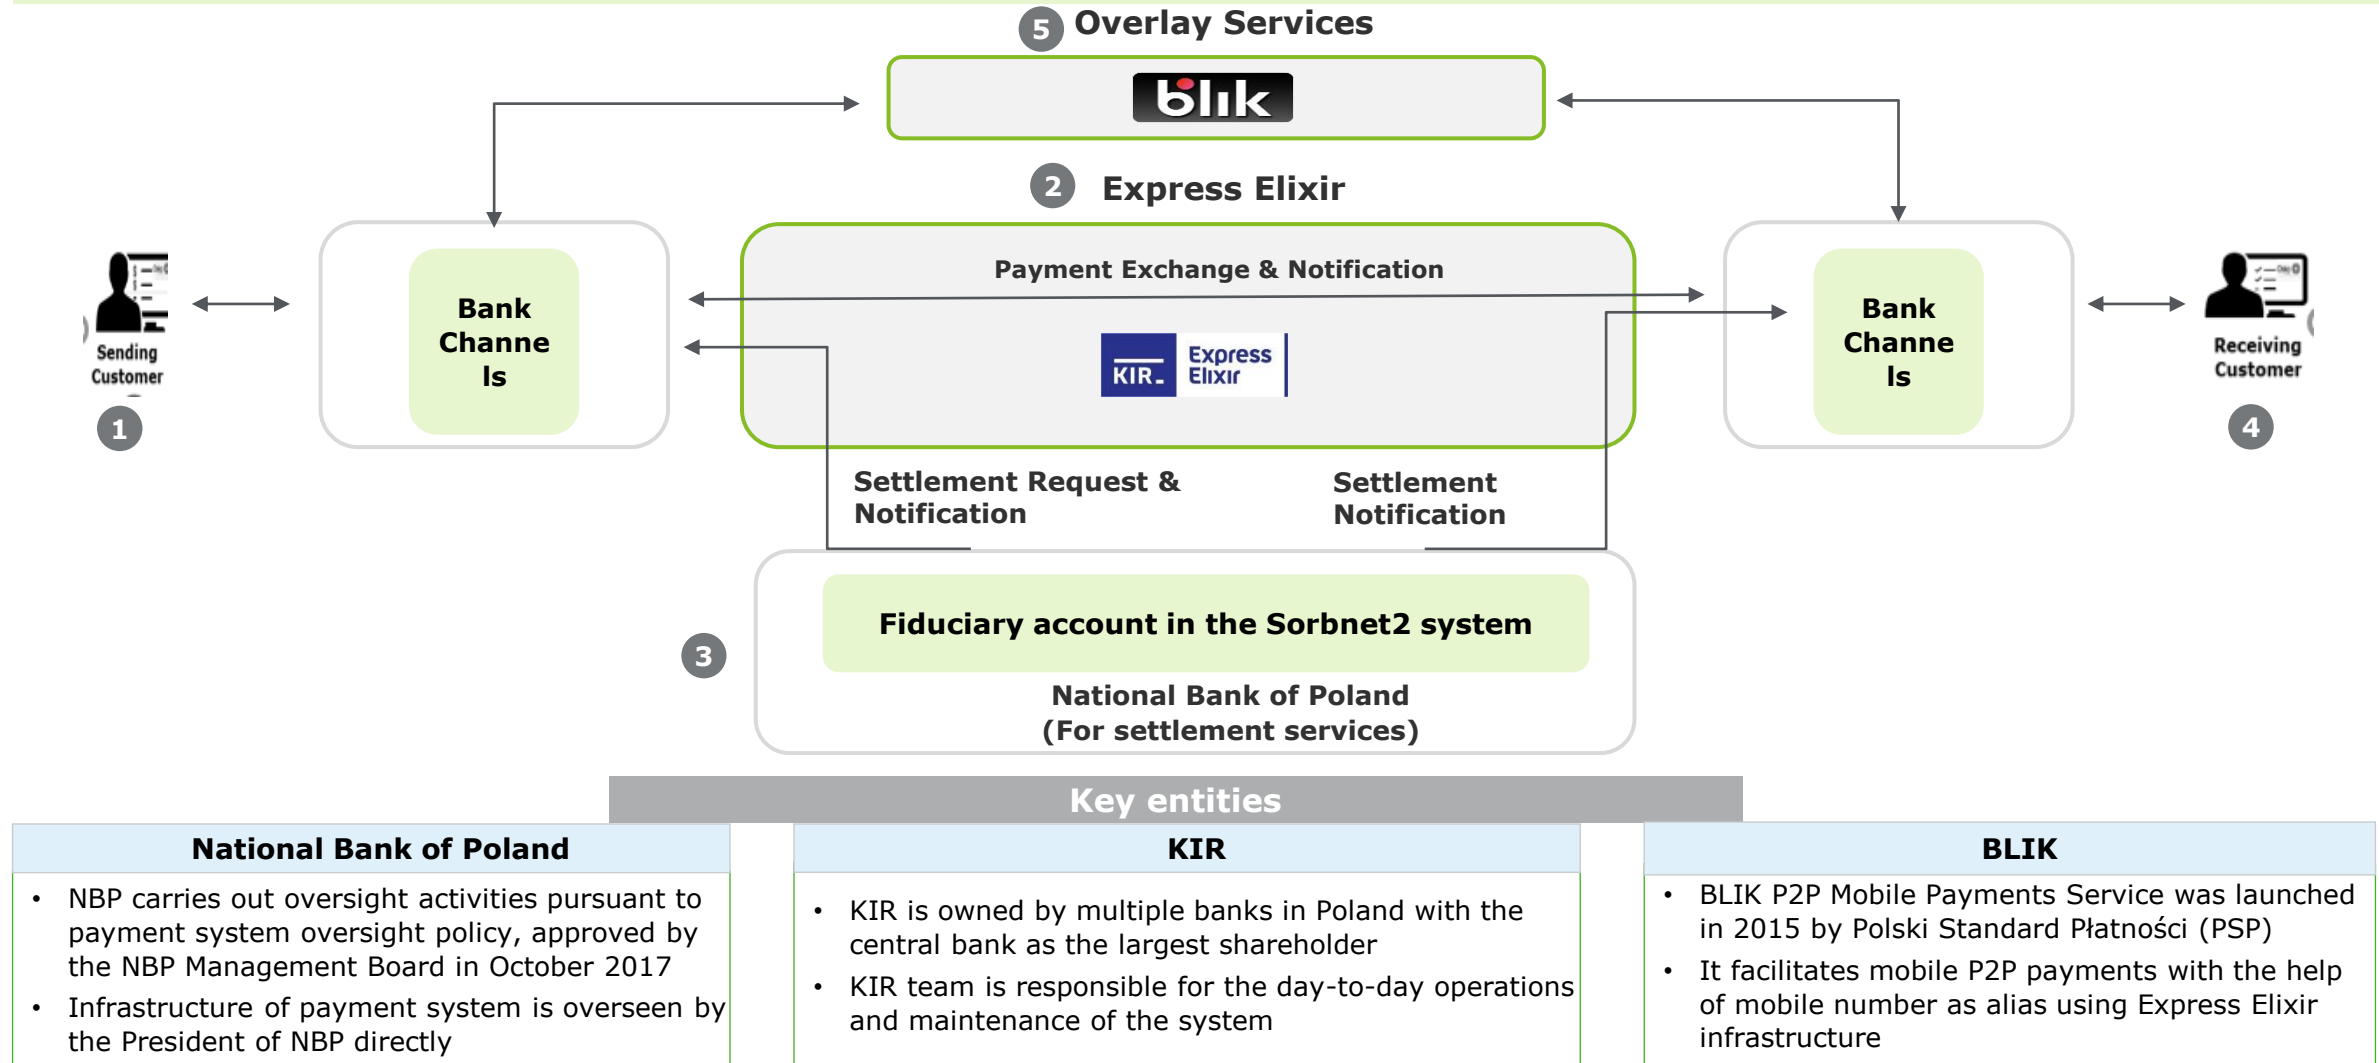 5 Overlay Services
blik
2 Express Elixir
Payment Exchange & Notification
Sending
Customer
1
Bank
Channe
ls
KIR
Express
Elixir
Bank
Channe
ls
Receiving
Customer
4
Settlement Request &
Notification
Settlement
Notification
3
Fiduciary account in the Sorbnet2 system
National Bank of Poland
(For settlement services)
Key entities
National Bank of Poland
• NBP carries out oversight activities pursuant to
payment system oversight policy, approved by
the NBP Management Board in October 2017
• Infrastructure of payment system is overseen by
the President of NBP directly
KIR
• KIR is owned by multiple banks in Poland with the
central bank as the largest shareholder
• KIR team is responsible for the day-to-day operations
and maintenance of the system
BLIK
• BLIK P2P Mobile Payments Service was launched
in 2015 by Polski Standard Płatności (PSP)
• It facilitates mobile P2P payments with the help
of mobile number as alias using Express Elixir
infrastructure